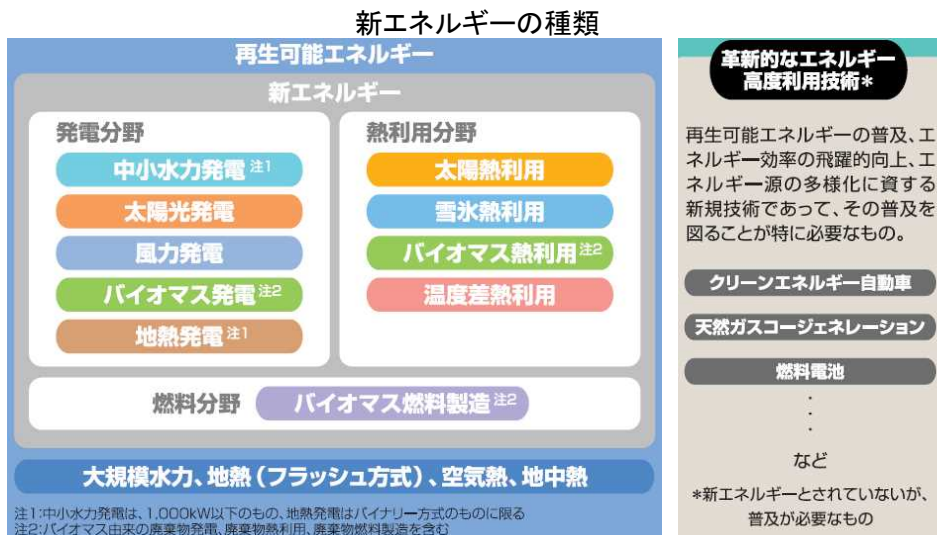 新エネルギーの種類
再生可能エネルギー
新エネルギー
発電分野
中小水力発電 注1
太陽光発電
風力発電
バイオマス発電 注2
地熱発電 注1
熱利用分野
太陽熱利用
雪氷熱利用
バイオマス熱利用 注2
温度差熱利用
燃料分野 バイオマス燃料製造 注2
大規模水力、地熱（フラッシュ方式）、空気熱、地中熱
注1:中小水力発電は、1,000kW以下のもの、地熱発電はバイナリー方式のものに限る
注2:バイオマス由来の廃棄物発電、廃棄物熱利用、廃棄物燃料製造を含む
革新的なエネルギー
高度利用技術＊
再生可能エネルギーの普及、エ
ネルギー効率の飛躍的向上、エ
ネルギー源の多様化に資する
新規技術であって、その普及を
図ることが特に必要なもの。
クリーンエネルギー自動車
天然ガスコージェネレーション
燃料電池
・
・
・
など
＊新エネルギーとされていないが、
普及が必要なもの